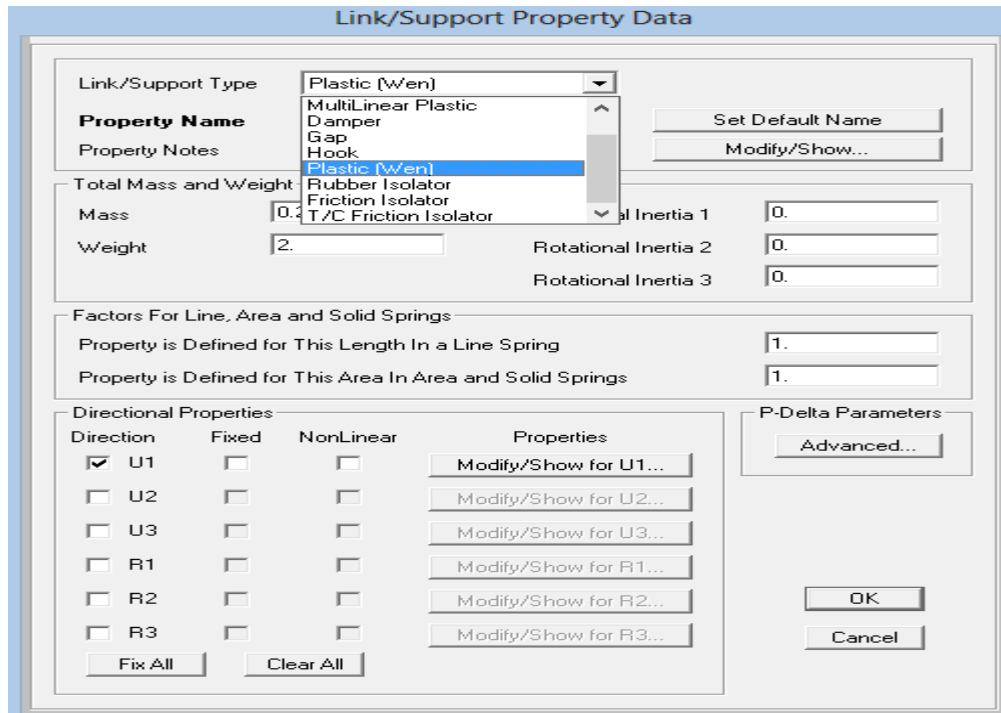 Link/Support Property Data
Link/Support Type Plastic (Wen)
MultiLinear Plastic
Damper
Gap
Hook
Plastic (Wen)
Rubber Isolator
Friction Isolator
T/C Friction Isolator
Property Name Set Default Name
Property Notes Modify/Show...
Total Mass and Weight
Mass 0. al Inertia 1 0.
Weight 2. Rotational Inertia 2 0.
Rotational Inertia 3 0.
Factors For Line, Area and Solid Springs
Property is Defined for This Length In a Line Spring 1.
Property is Defined for This Area In Area and Solid Springs 1.
Directional Properties
Direction Fixed NonLinear Properties
U1 Modify/Show for U1...
U2 Modify/Show for U2...
U3 Modify/Show for U3...
R1 Modify/Show for R1...
R2 Modify/Show for R2...
R3 Modify/Show for R3...
Fix All Clear All
P-Delta Parameters
Advanced...
OK
Cancel